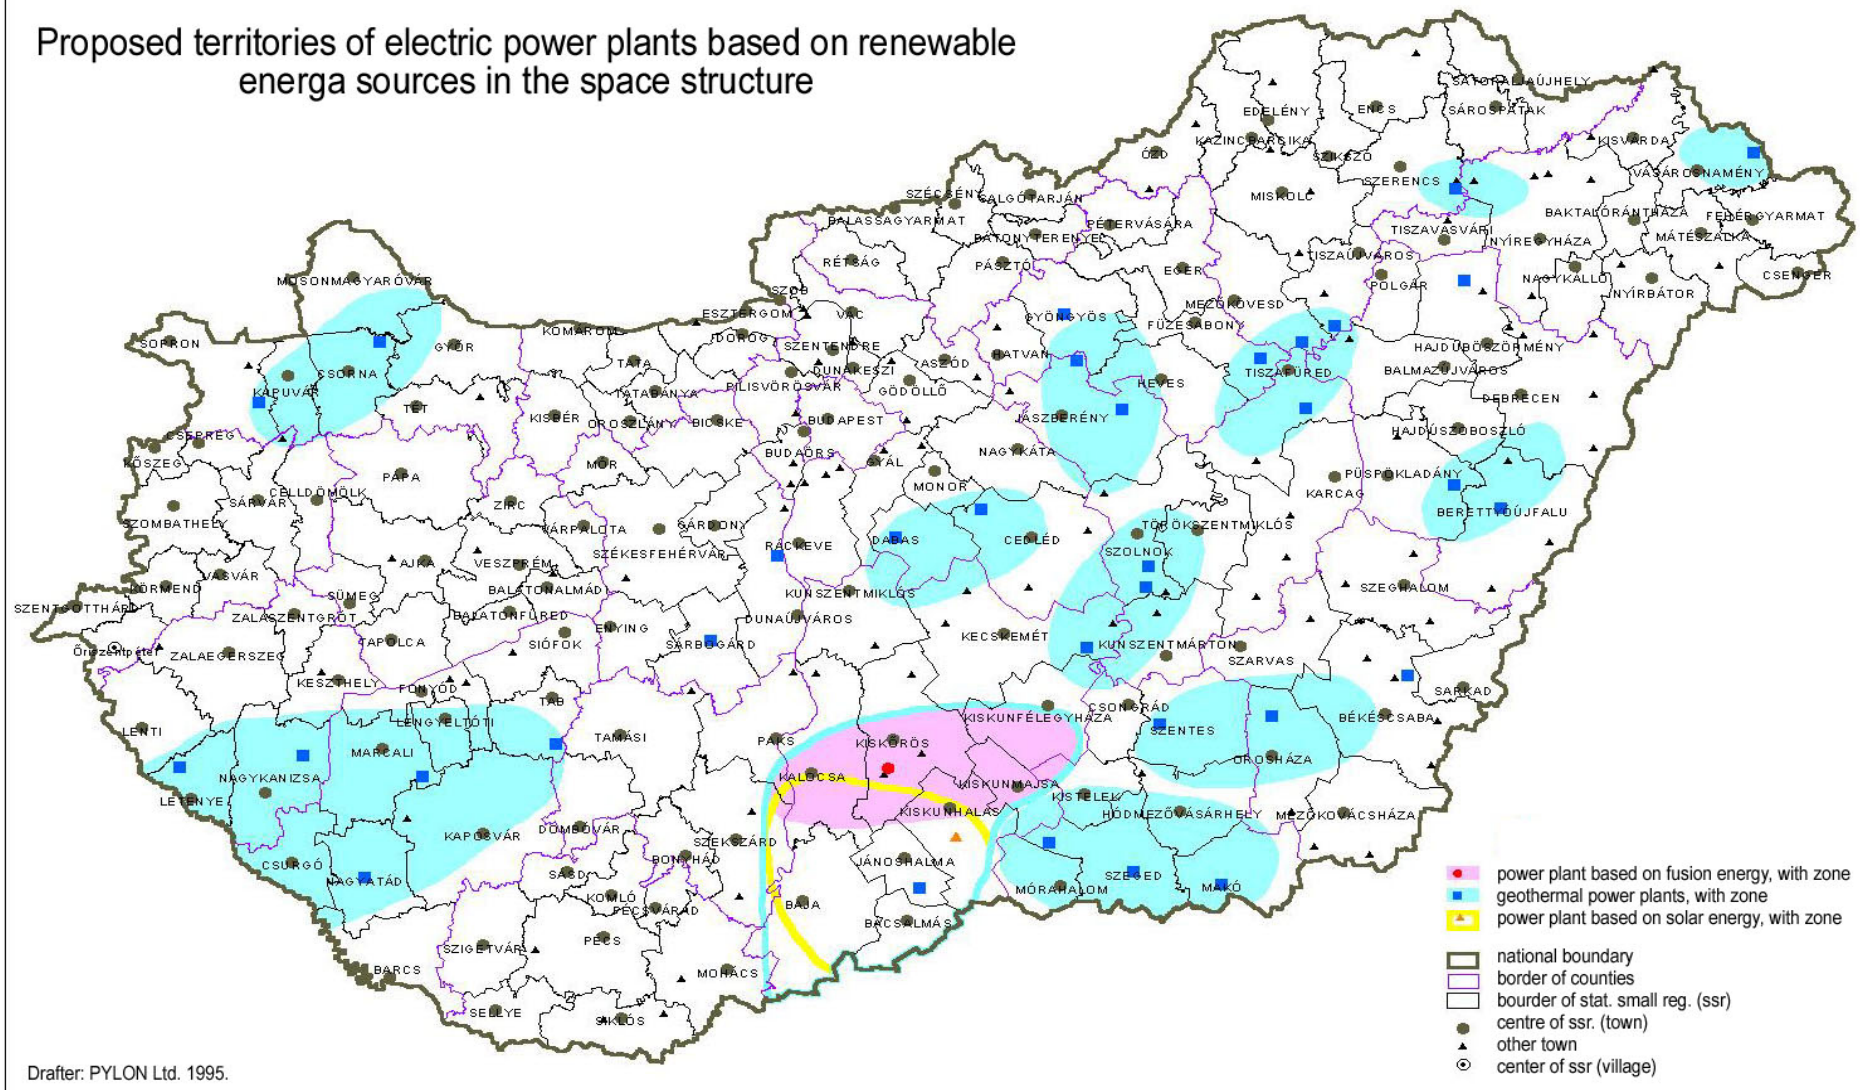 Proposed territories of electric power plants based on renewable
energa sources in the space structure
SÁTORALJAÚJHELY
EDELÉNY
ENCS
SÁROSPATAK
KAZINCBARCIKA
KISVÁRDA
ÓZD
SZIKSZÓ
VÁSÁROSNAMÉNY
SZERENCS
MISKOLC
SZÉCSÉNY
SALGÓTARJÁN
BALASSAGYARMAT
PÉTERVÁSÁRA
BAKTALÓRÁNTHÁZA
FEHÉRGYARMAT
BÁTONYTERENYE
TISZAVASVÁRI
NYÍREGYHÁZA
MÁTÉSZALKA
RÉTSÁG
PÁSZTÓ
EGER
TISZAÚJVÁROS
MOSONMAGYARÓVÁR
POLGÁR
NAGYKÁLLÓ
CSENGER
SZOB
NYÍRBÁTOR
MEZŐKÖVESD
ESZTERGOM
VÁC
GYÖNGYÖS
FÜZESABONY
KOMÁROM
DOROG
SOPRON
GYŐR
SZENTENDRE
HAJDÚBÖSZÖRMÉNY
TATA
DUNAKESZI
ASZÓD
HATVAN
CSORNA
TISZAFÜRED
BALMAZÚJVÁROS
PILISVÖRÖSVÁR
GÖDÖLLŐ
HEVES
KAPUVÁR
TATABÁNYA
DEBRECEN
TÉT
KISBÉR
OROSZLÁNY
BICSKE
BUDAPEST
JÁSZBERÉNY
CSEPREG
HAJDÚSZOBOSZLÓ
KŐSZEG
MÓR
BUDAÖRS
GYÁL
NAGYKÁTA
PÁPA
PÜSPÖKLADÁNY
CELLDÖMÖLK
SÁRVÁR
MONOR
KARCAG
ZIRC
BERETTYÓÚJFALU
SZOMBATHELY
VÁRPALOTA
GÁRDONY
TÖRÖKSZENTMIKLÓS
DABAS
CEGLÉD
RÁCKEVE
SZOLNOK
SZÉKESFEHÉRVÁR
AJKA
VESZPRÉM
VASVÁR
KÖRMEND
BALATONALMÁDI
KUNSZENTMIKLÓS
SZEGHALOM
SÜMEG
SZENTGOTTHÁRD
ZALASZENTGRÓT
BALATONFÜRED
DUNAÚJVÁROS
ENYING
KECSKEMÉT
TAPOLCA
SIÓFOK
SÁRBOGÁRD
KUNSZENTMÁRTON
Őriszentpéter
ZALAEGERSZEG
SZARVAS
KESZTHELY
FONYÓD
SARKAD
TAB
CSONGRÁD
LENGYELTÓTI
KISKUNFÉLEGYHÁZA
BÉKÉSCSABA
LENTI
SZENTES
TAMÁSI
PAKS
KISKŐRÖS
MARCALI
OROSHÁZA
NAGYKANIZSA
KALOCSA
KISKUNMAJSA
LETENYE
KISTELEK
KISKUNHALAS
HÓDMEZŐVÁSÁRHELY
MEZŐKOVÁCSHÁZA
KAPOSVÁR
DOMBÓVÁR
SZEKSZÁRD
BONYHÁD
JÁNOSHALMA
CSURGÓ
SÁSD
SZEGED
NAGYATÁD
MÓRAHALOM
MAKÓ
KOMLÓ
PÉCSVÁRAD
BAJA
BÁCSALMÁS
PÉCS
SZIGETVÁR
BARCS
MOHÁCS
SELLYE
SIKLÓS
power plant based on fusion energy, with zone
geothermal power plants, with zone
power plant based on solar energy, with zone
national boundary
border of counties
bourder of stat. small reg. (ssr)
centre of ssr. (town)
other town
center of ssr (village)
Drafter: PYLON Ltd. 1995.